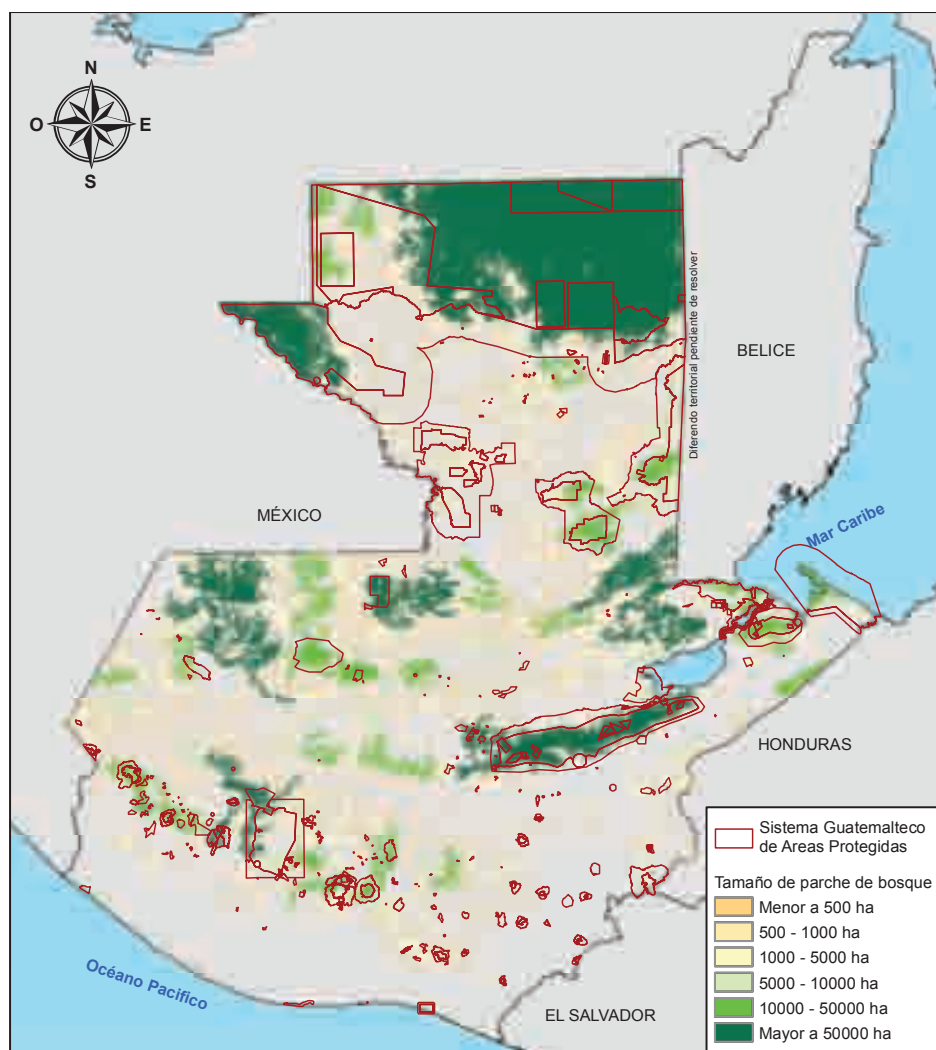 N
O E
S
Diferendo territorial pendiente de resolver
BELICE
MÉXICO
Mar Caribe
HONDURAS
Océano Pacifico
EL SALVADOR
Sistema Guatemalteco
de Areas Protegidas
Tamaño de parche de bosque
Menor a 500 ha
500 - 1000 ha
1000 - 5000 ha
5000 - 10000 ha
10000 - 50000 ha
Mayor a 50000 ha